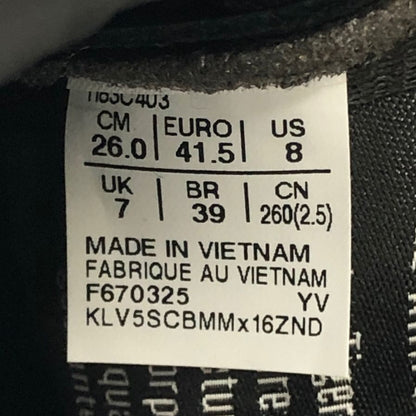 1183C403
CM EURO US
26.0 41.5 8
UK BR CN
7 39 260(2.5)
MADE IN VIETNAM
FABRIQUE AU VIETNAM
F670325 YV
KLV5SCBMMx16ZND